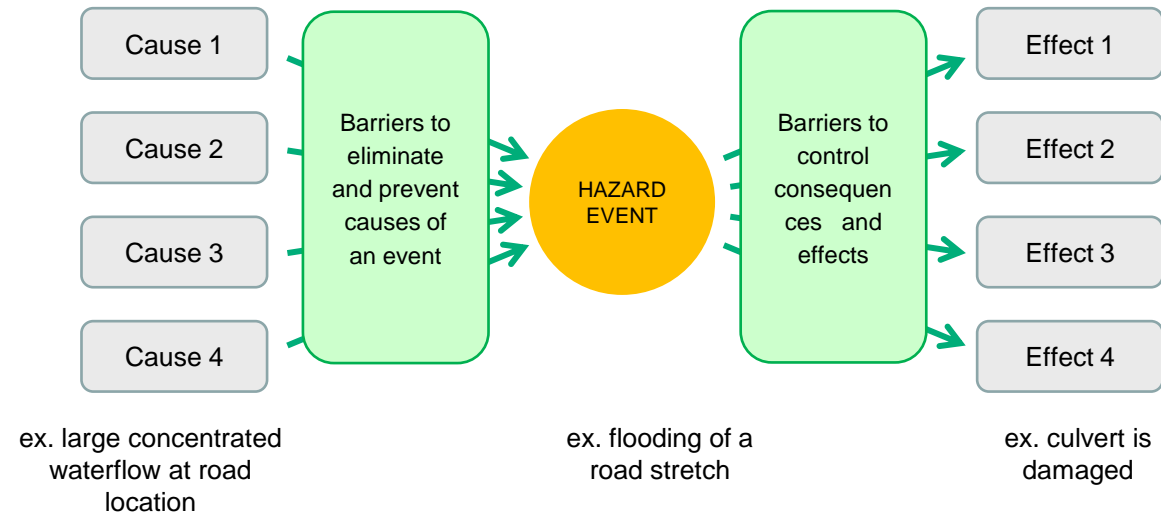 Cause 1
Cause 2
Cause 3
Cause 4
Barriers to
eliminate
and prevent
causes of
an event
HAZARD
EVENT
Barriers to
control
consequen
ces and
effects
Effect 1
Effect 2
Effect 3
Effect 4
ex. large concentrated
waterflow at road
location
ex. flooding of a
road stretch
ex. culvert is
damaged